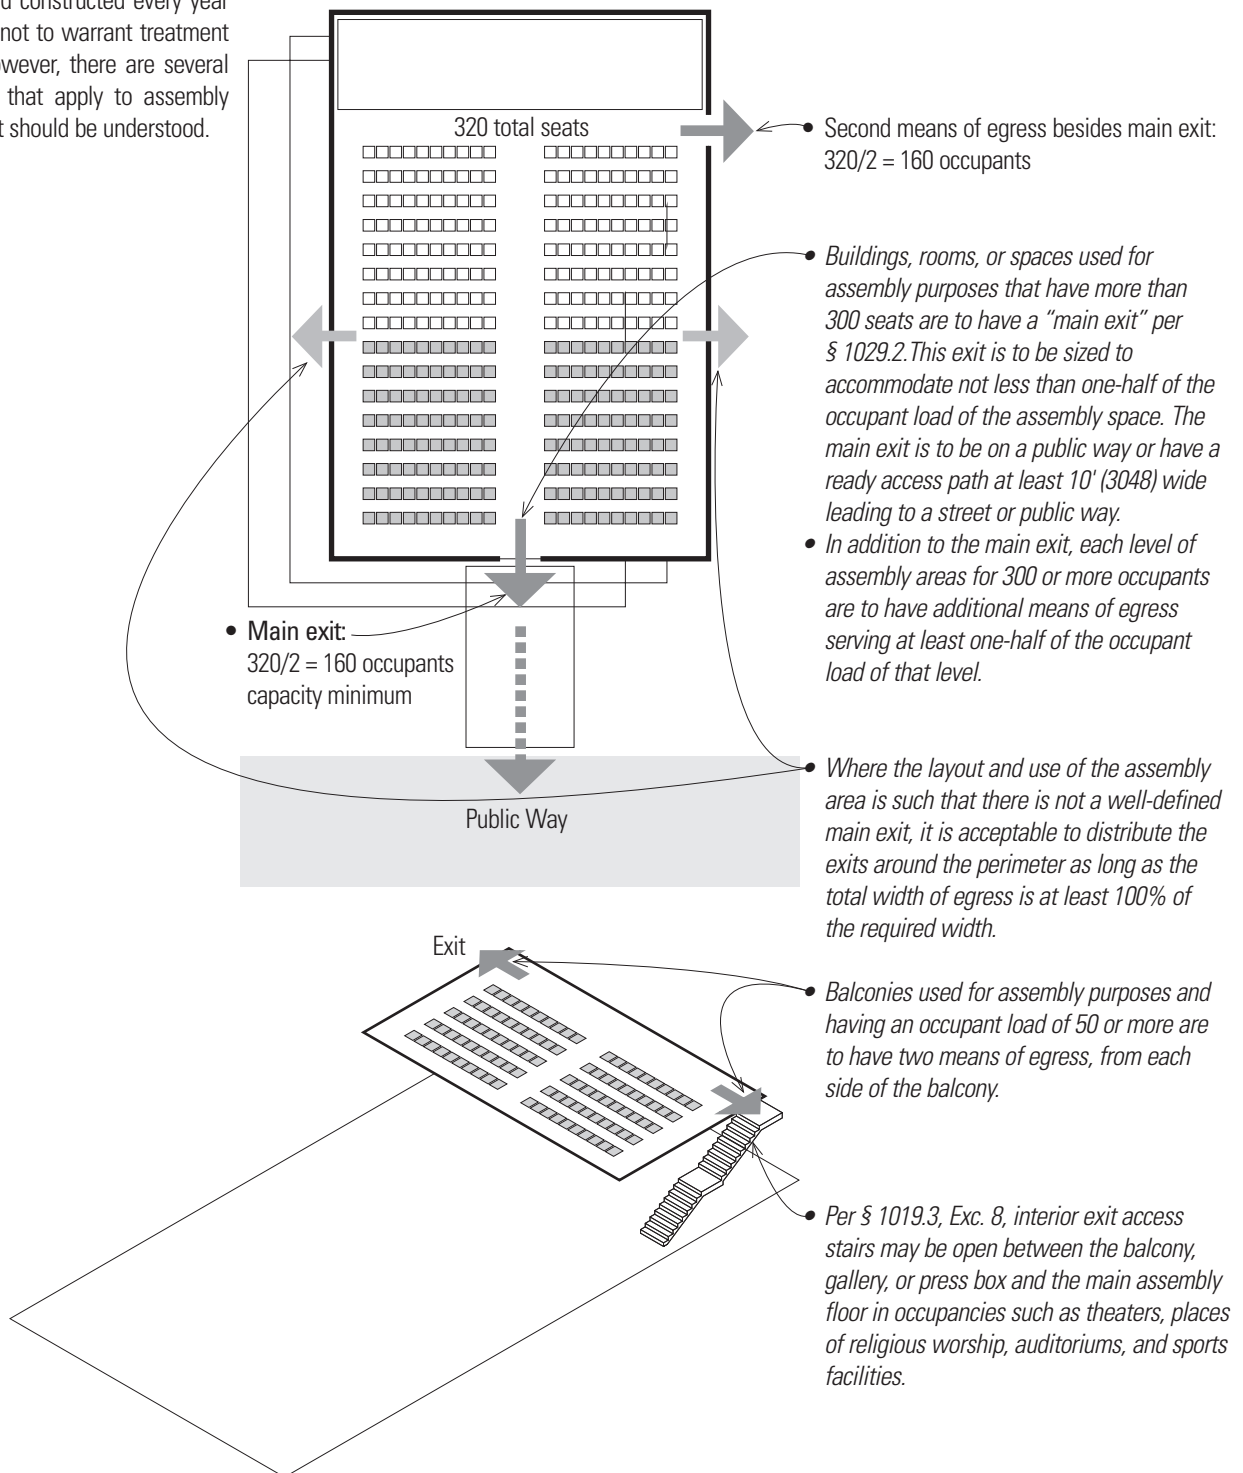 d constructed every year
not to warrant treatment
owever, there are several
that apply to assembly
t should be understood.
320 total seats
• Second means of egress besides main exit:
320/2 = 160 occupants
• Buildings, rooms, or spaces used for
assembly purposes that have more than
300 seats are to have a “main exit” per
§ 1029.2.This exit is to be sized to
accommodate not less than one-half of the
occupant load of the assembly space. The
main exit is to be on a public way or have a
ready access path at least 10' (3048) wide
leading to a street or public way.
• In addition to the main exit, each level of
assembly areas for 300 or more occupants
are to have additional means of egress
serving at least one-half of the occupant
load of that level.
• Main exit:
320/2 = 160 occupants
capacity minimum
Public Way
• Where the layout and use of the assembly
area is such that there is not a well-defined
main exit, it is acceptable to distribute the
exits around the perimeter as long as the
total width of egress is at least 100% of
the required width.
Exit
• Balconies used for assembly purposes and
having an occupant load of 50 or more are
to have two means of egress, from each
side of the balcony.
• Per § 1019.3, Exc. 8, interior exit access
stairs may be open between the balcony,
gallery, or press box and the main assembly
floor in occupancies such as theaters, places
of religious worship, auditoriums, and sports
facilities.